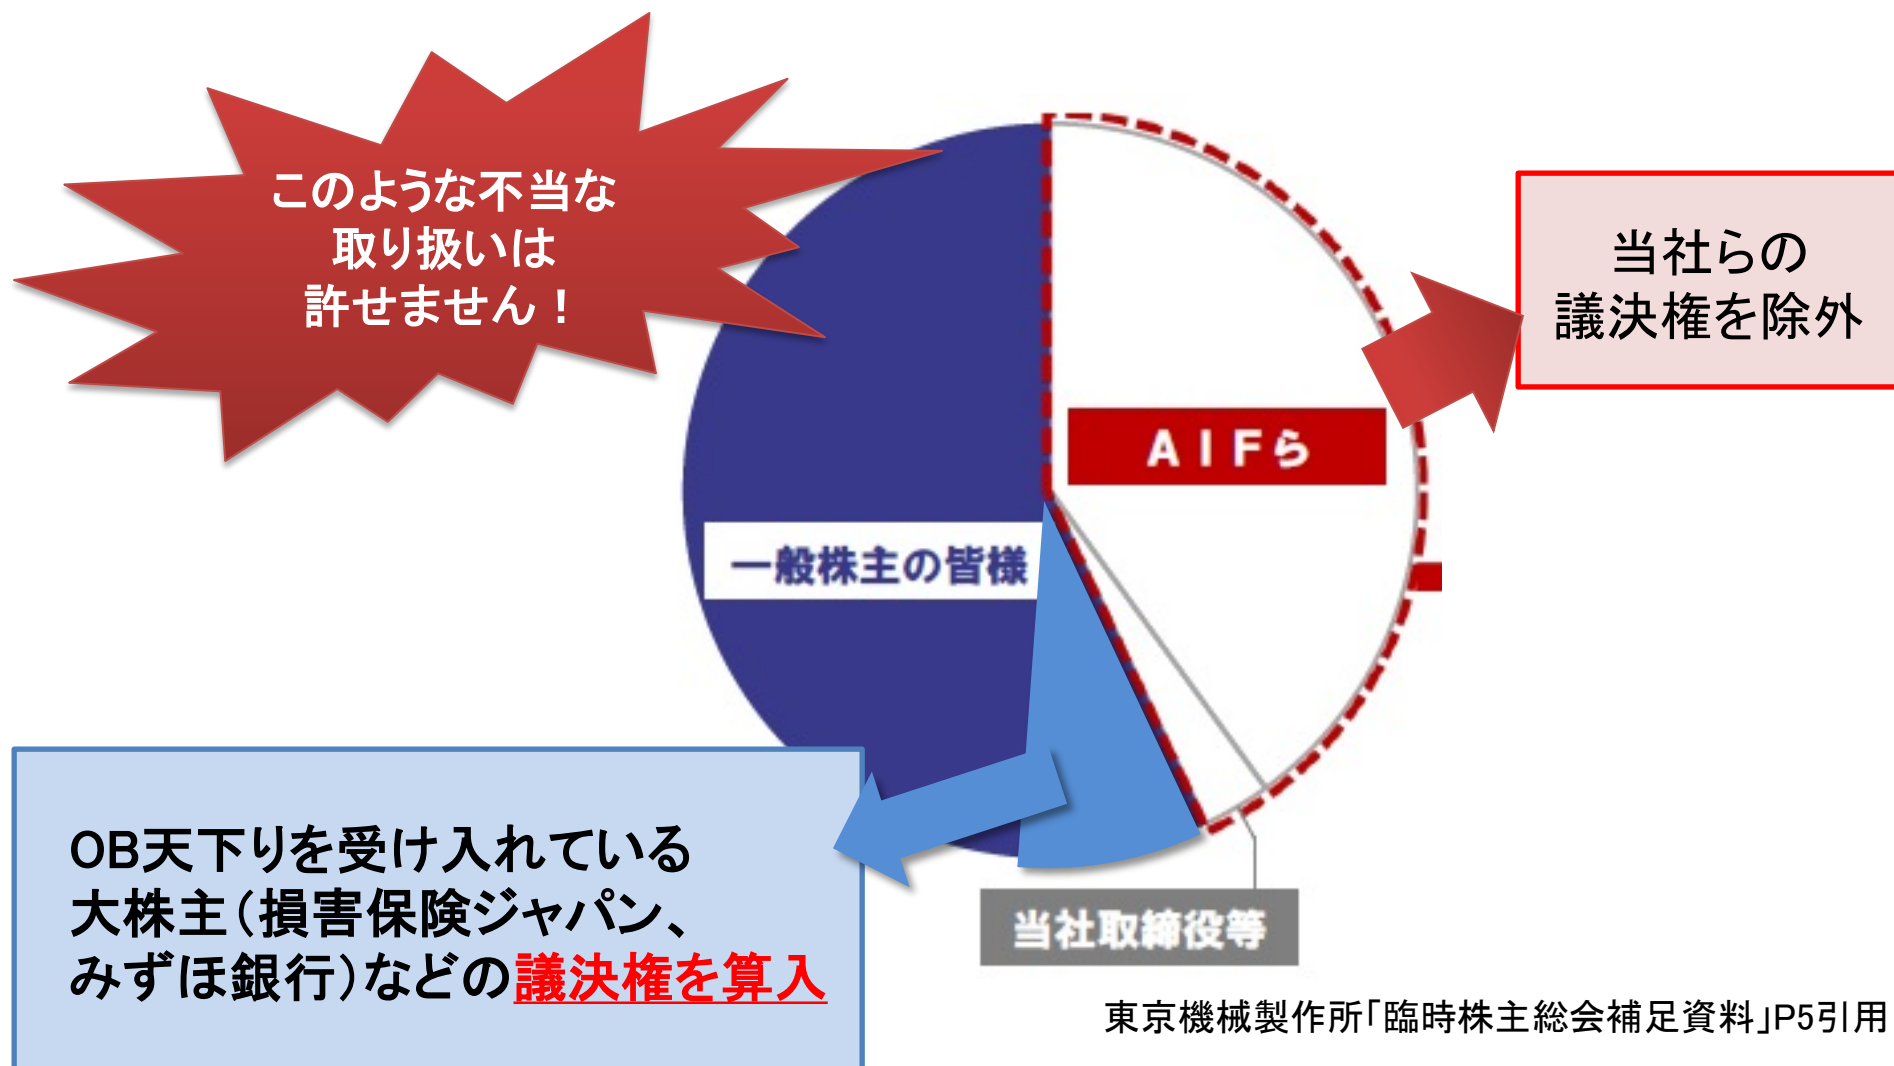 このような不当な
取り扱いは
許せません！
当社らの
議決権を除外
ＡＩＦら
一般株主の皆様
OB天下りを受け入れている
大株主（損害保険ジャパン、
みずほ銀行）などの議決権を算入
当社取締役等
東京機械製作所「臨時株主総会補足資料」P5引用